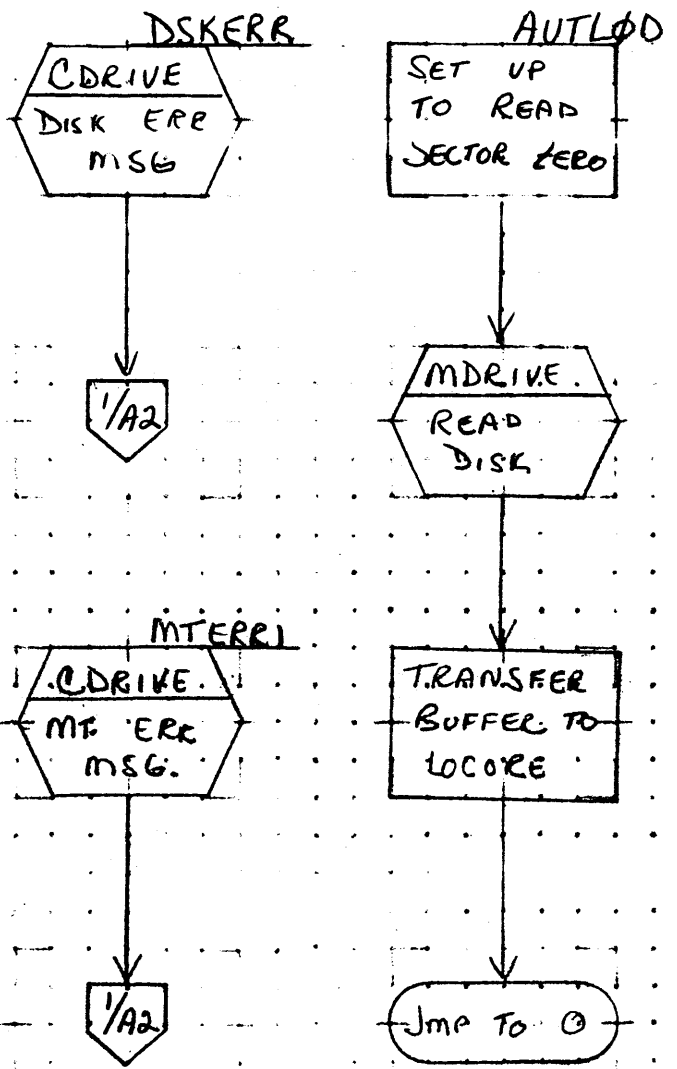 DSKERR
CDRIVE
DISK ERR
MSG
1/A2
MTERR1
CDRIVE
MT ERR
MSG.
1/A2
AUTLØD
SET UP
TO READ
SECTOR ZERO
MDRIVE
READ
DISK
TRANSFER
BUFFER TO
LOCORE
JMP TO 0